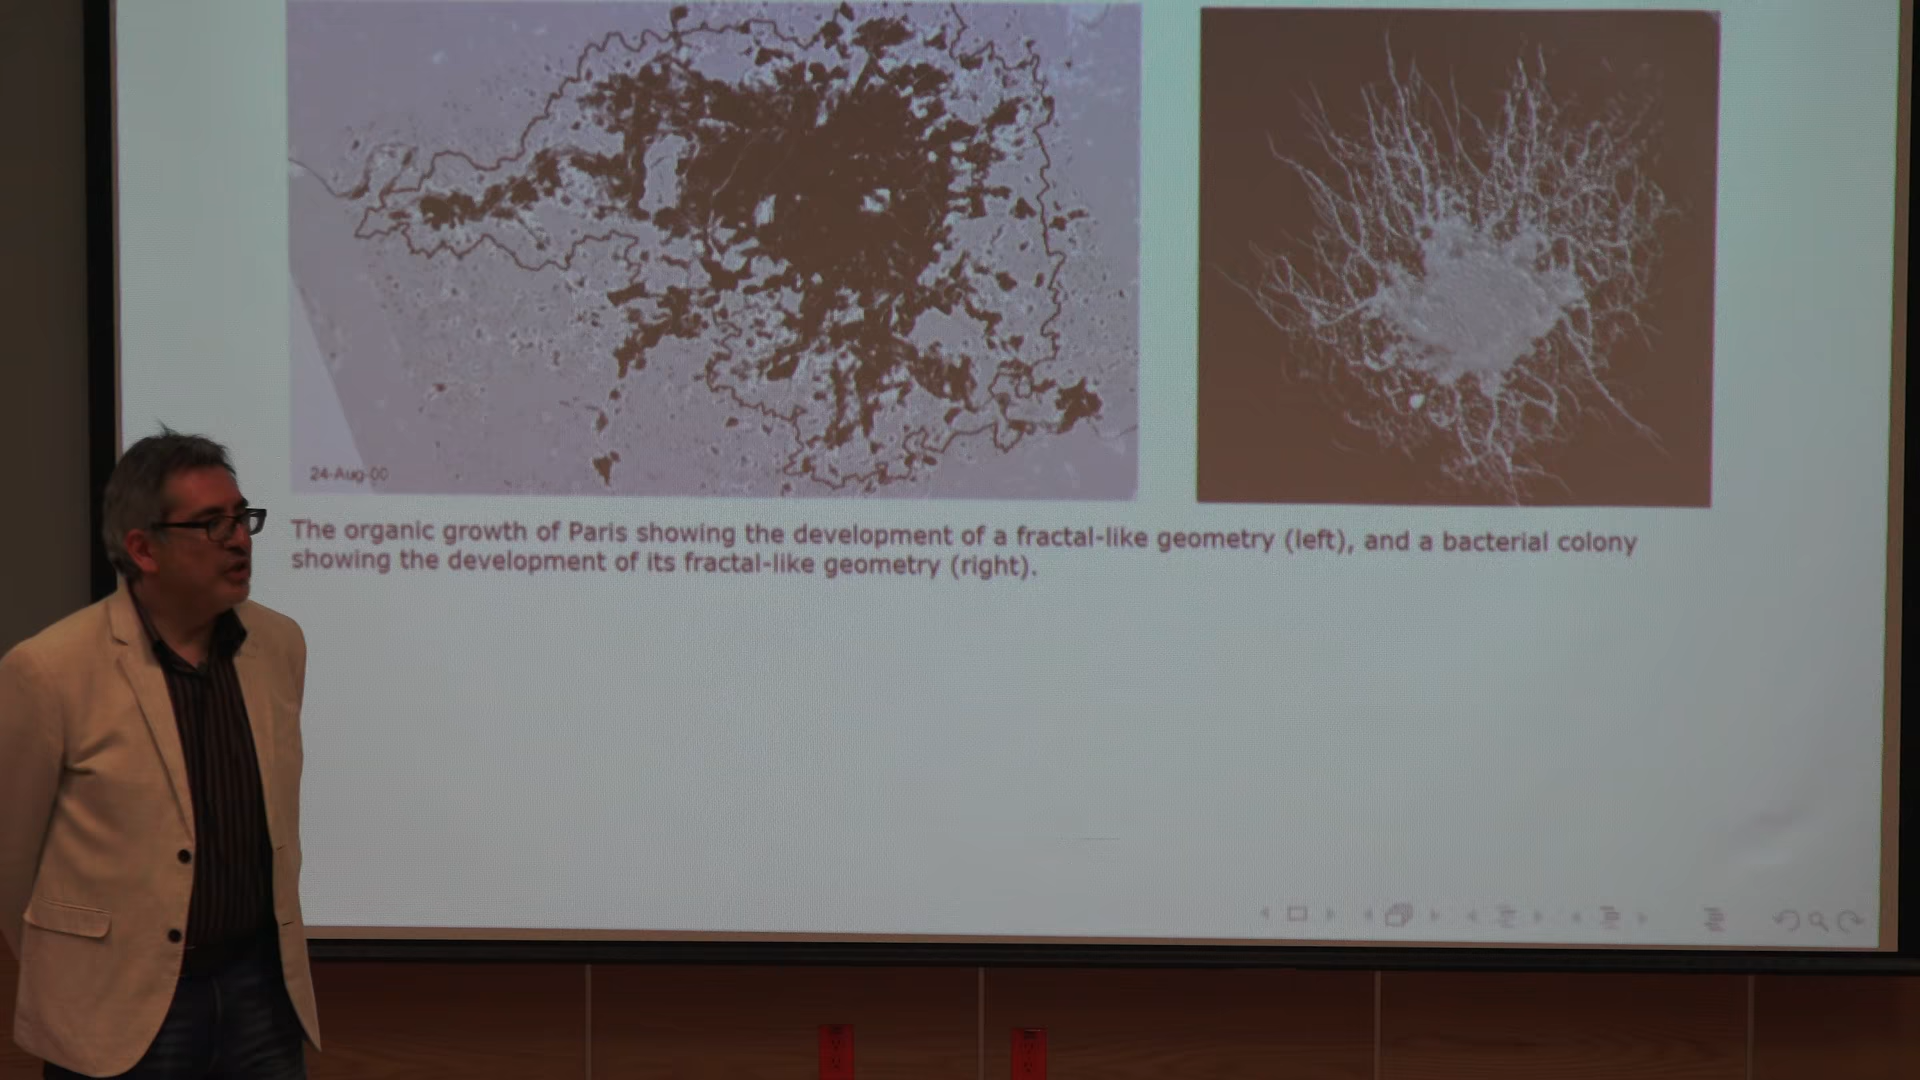 24-Aug-00
The organic growth of Paris showing the development of a fractal-like geometry (left), and a bacterial colony
showing the development of its fractal-like geometry (right).